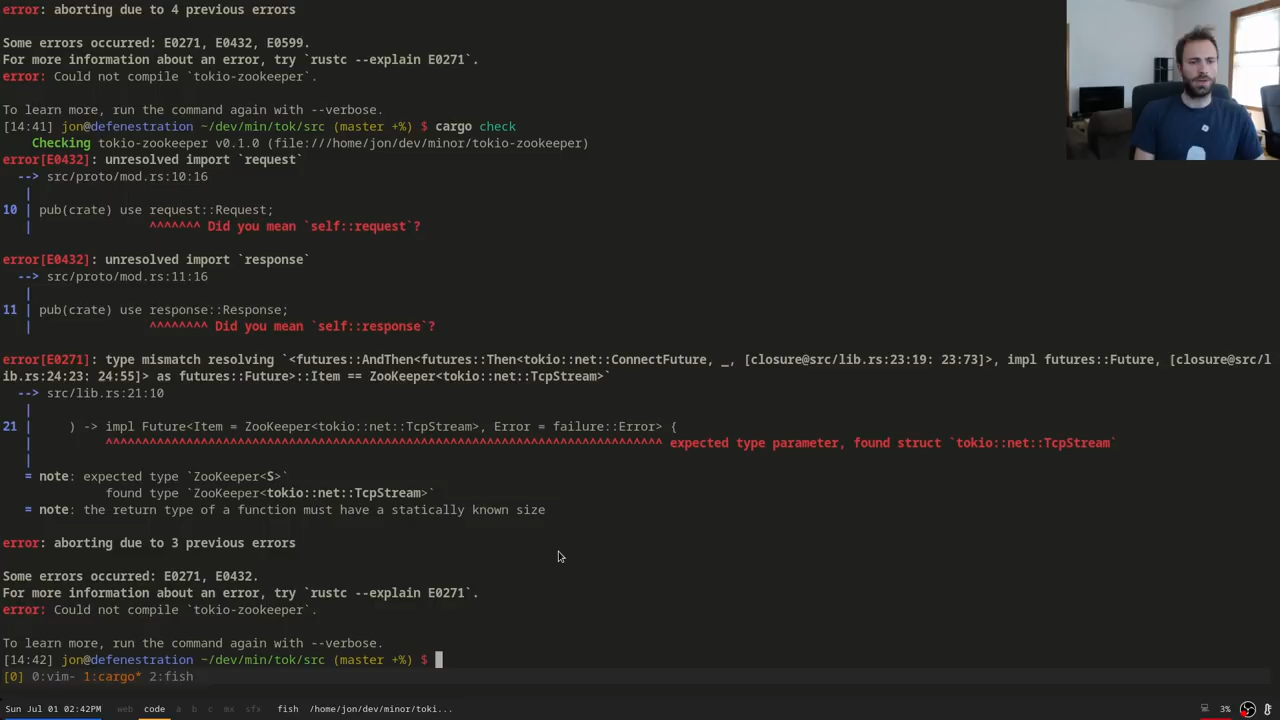 error: aborting due to 4 previous errors
Some errors occurred: E0271, E0432, E0599.
For more information about an error, try `rustc --explain E0271`.
error: Could not compile `tokio-zookeeper`.
To learn more, run the command again with --verbose.
[14:41] jon@defenestration ~/dev/min/tok/src (master +%) $ cargo check
    Checking tokio-zookeeper v0.1.0 (file:///home/jon/dev/minor/tokio-zookeeper)
error[E0432]: unresolved import `request`
  --> src/proto/mod.rs:10:16
   |
10 | pub(crate) use request::Request;
   |                ^^^^^^^ Did you mean `self::request`?
error[E0432]: unresolved import `response`
  --> src/proto/mod.rs:11:16
   |
11 | pub(crate) use response::Response;
   |                ^^^^^^^^ Did you mean `self::response`?
error[E0271]: type mismatch resolving `<futures::AndThen<futures::Then<tokio::net::ConnectFuture, _, [closure@src/lib.rs:23:19: 23:73]>, impl futures::Future, [closure@src/l
ib.rs:24:23: 24:55]> as futures::Future>::Item == ZooKeeper<tokio::net::TcpStream>`
  --> src/lib.rs:21:10
   |
21 |     ) -> impl Future<Item = ZooKeeper<tokio::net::TcpStream>, Error = failure::Error> {
   |          ^^^^^^^^^^^^^^^^^^^^^^^^^^^^^^^^^^^^^^^^^^^^^^^^^^^^^^^^^^^^^^^^^^^^^^^^^^^^ expected type parameter, found struct `tokio::net::TcpStream`
   |
   = note: expected type `ZooKeeper<S>`
              found type `ZooKeeper<tokio::net::TcpStream>`
   = note: the return type of a function must have a statically known size
error: aborting due to 3 previous errors
Some errors occurred: E0271, E0432.
For more information about an error, try `rustc --explain E0271`.
error: Could not compile `tokio-zookeeper`.
To learn more, run the command again with --verbose.
[14:42] jon@defenestration ~/dev/min/tok/src (master +%) $
[0] 0:vim- 1:cargo* 2:fish
Sun Jul 01 02:42PM web code a b c mx sfx fish /home/jon/dev/minor/toki... 3%